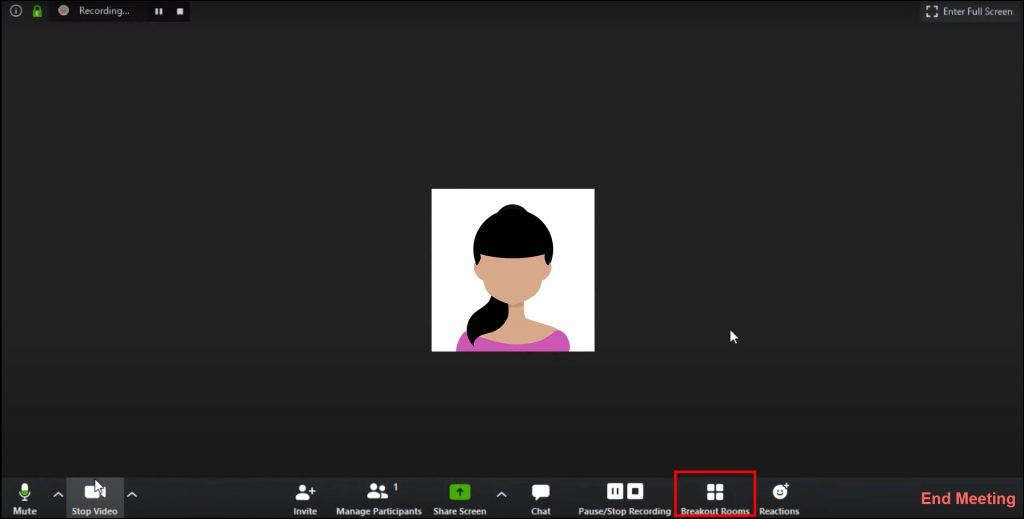 Recording...
Enter Full Screen
Mute
Stop Video
Invite
Manage Participants
1
Share Screen
Chat
Pause/Stop Recording
Breakout Rooms
Reactions
End Meeting